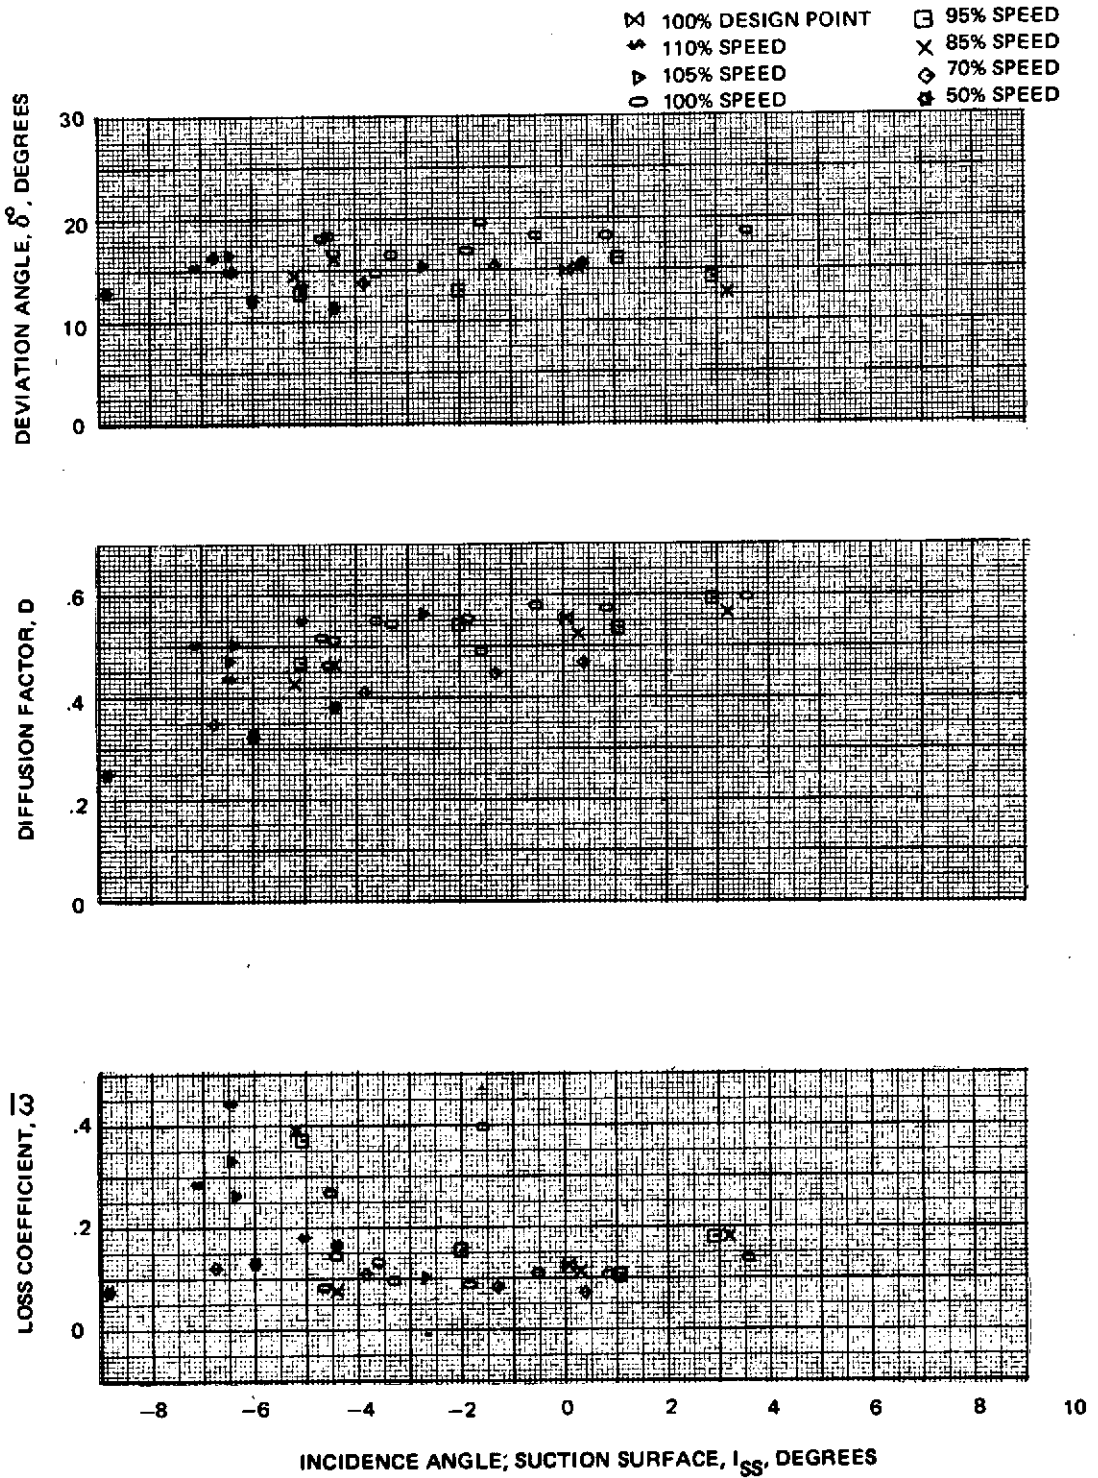 100% DESIGN POINT
110% SPEED
105% SPEED
100% SPEED
95% SPEED
85% SPEED
70% SPEED
50% SPEED
DEVIATION ANGLE, δ°, DEGREES
30
20
10
0
DIFFUSION FACTOR, D
.6
.4
.2
0
LOSS COEFFICIENT, ω̅
.4
.2
0
−8 −6 −4 −2 0 2 4 6 8 10
INCIDENCE ANGLE; SUCTION SURFACE, I_SS, DEGREES